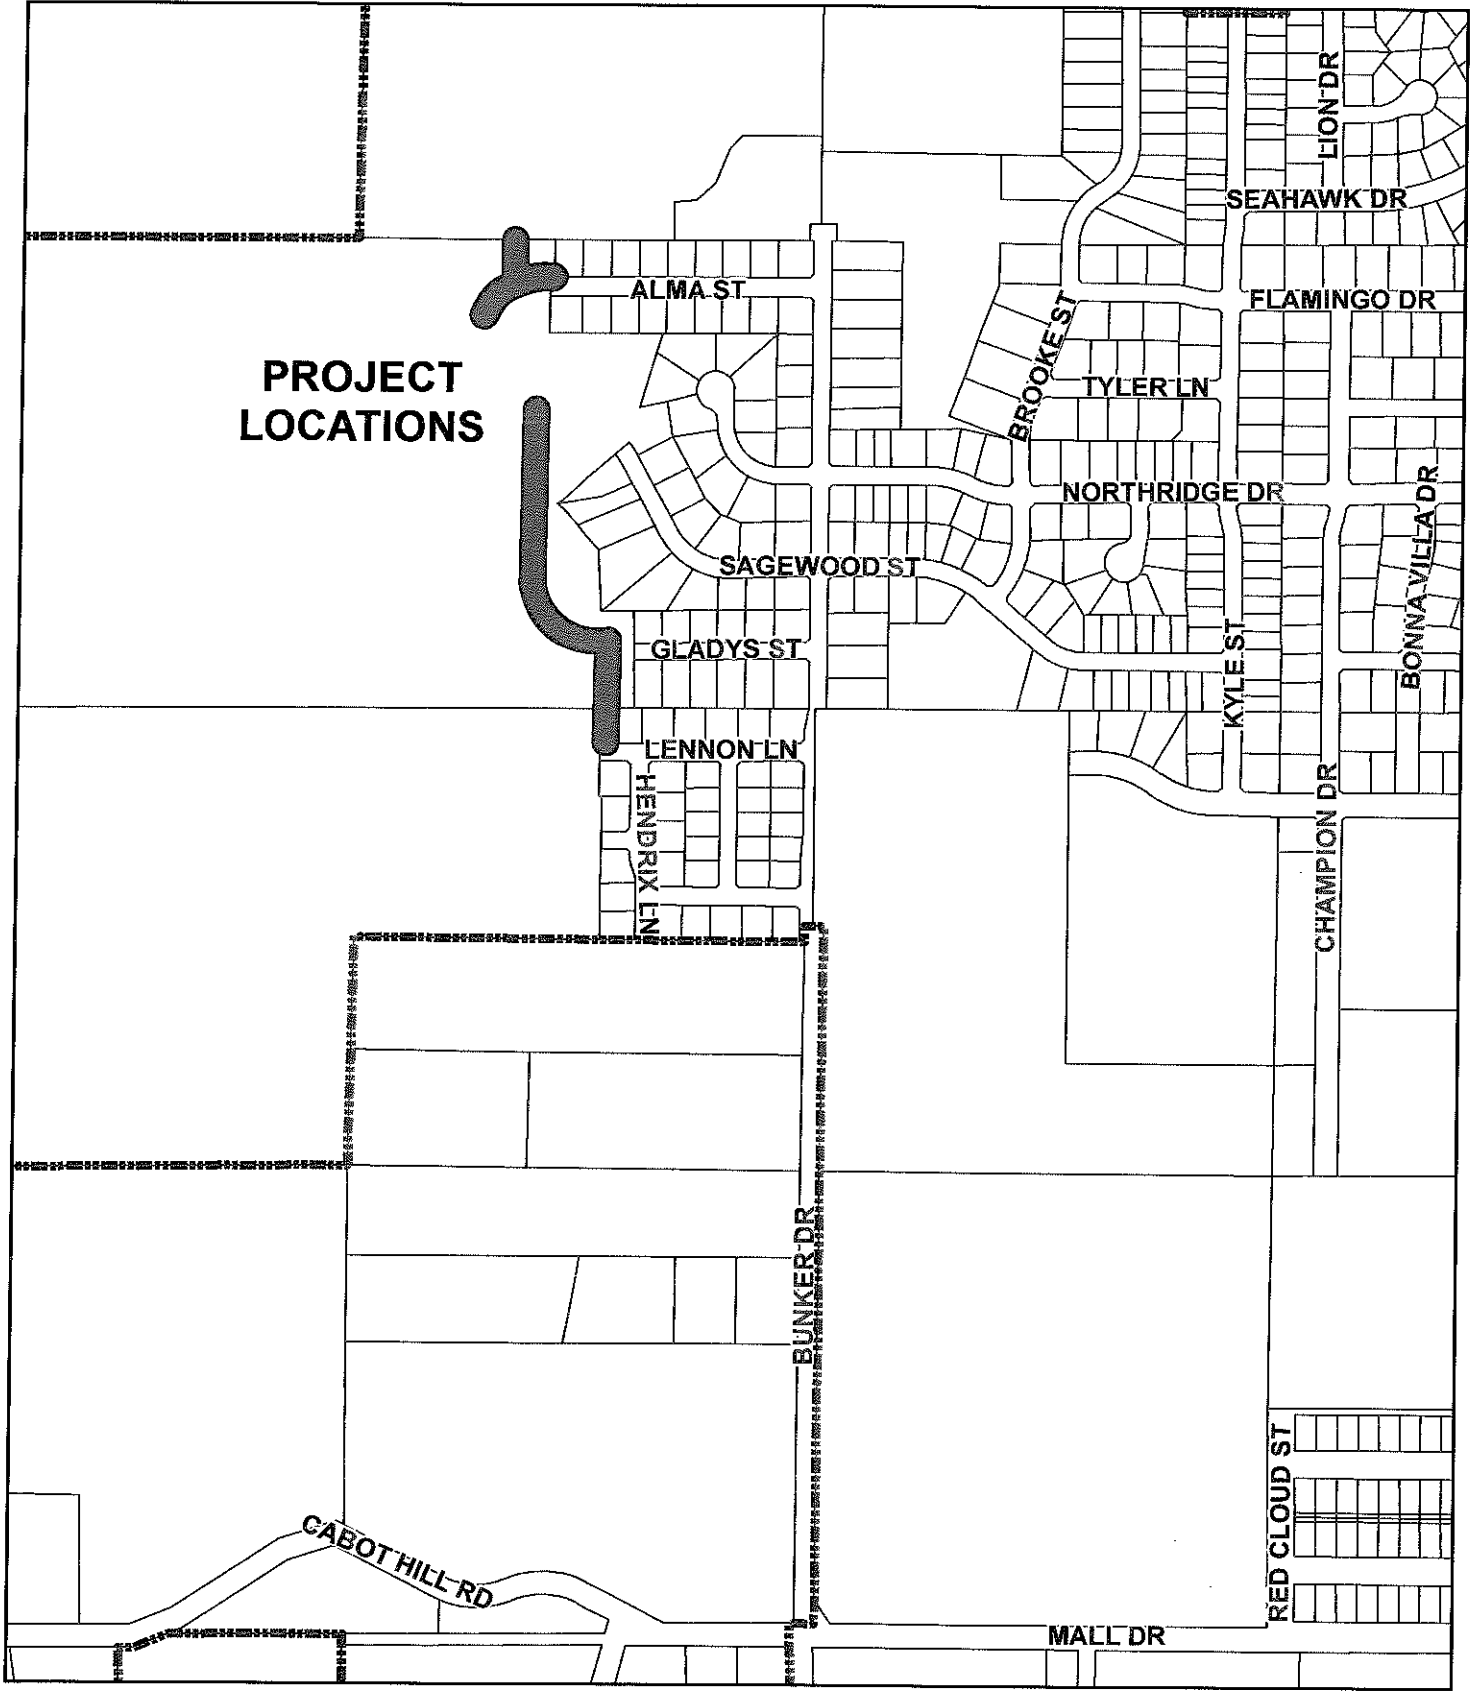 LION DR
SEAHAWK DR
ALMA ST
FLAMINGO DR
PROJECT
LOCATIONS
BROOKE ST
TYLER LN
NORTHRIDGE DR
BONNA VILLA DR
SAGEWOOD ST
GLADYS ST
KYLE ST
LENNON LN
HENDRIX LN
CHAMPION DR
BUNKER DR
RED CLOUD ST
CABOT HILL RD
MALL DR